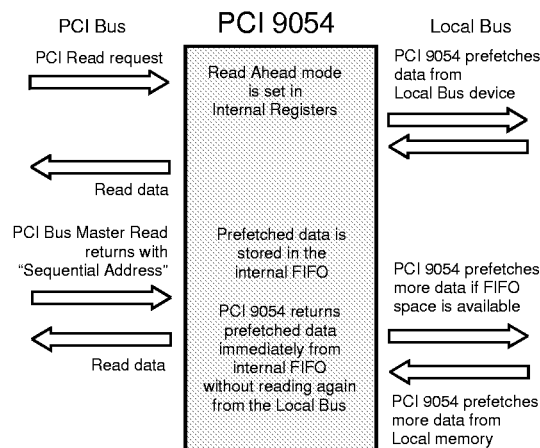 PCI Bus
PCI 9054
Local Bus
PCI Read request
Read Ahead mode
is set in
Internal Registers
PCI 9054 prefetches
data from
Local Bus device
Read data
PCI Bus Master Read
returns with
“Sequential Address”
Prefetched data is
stored in the
internal FIFO
PCI 9054 prefetches
more data if FIFO
space is available
PCI 9054 returns
prefetched data
immediately from
internal FIFO
without reading again
from the Local Bus
Read data
PCI 9054 prefetches
more data from
Local memory